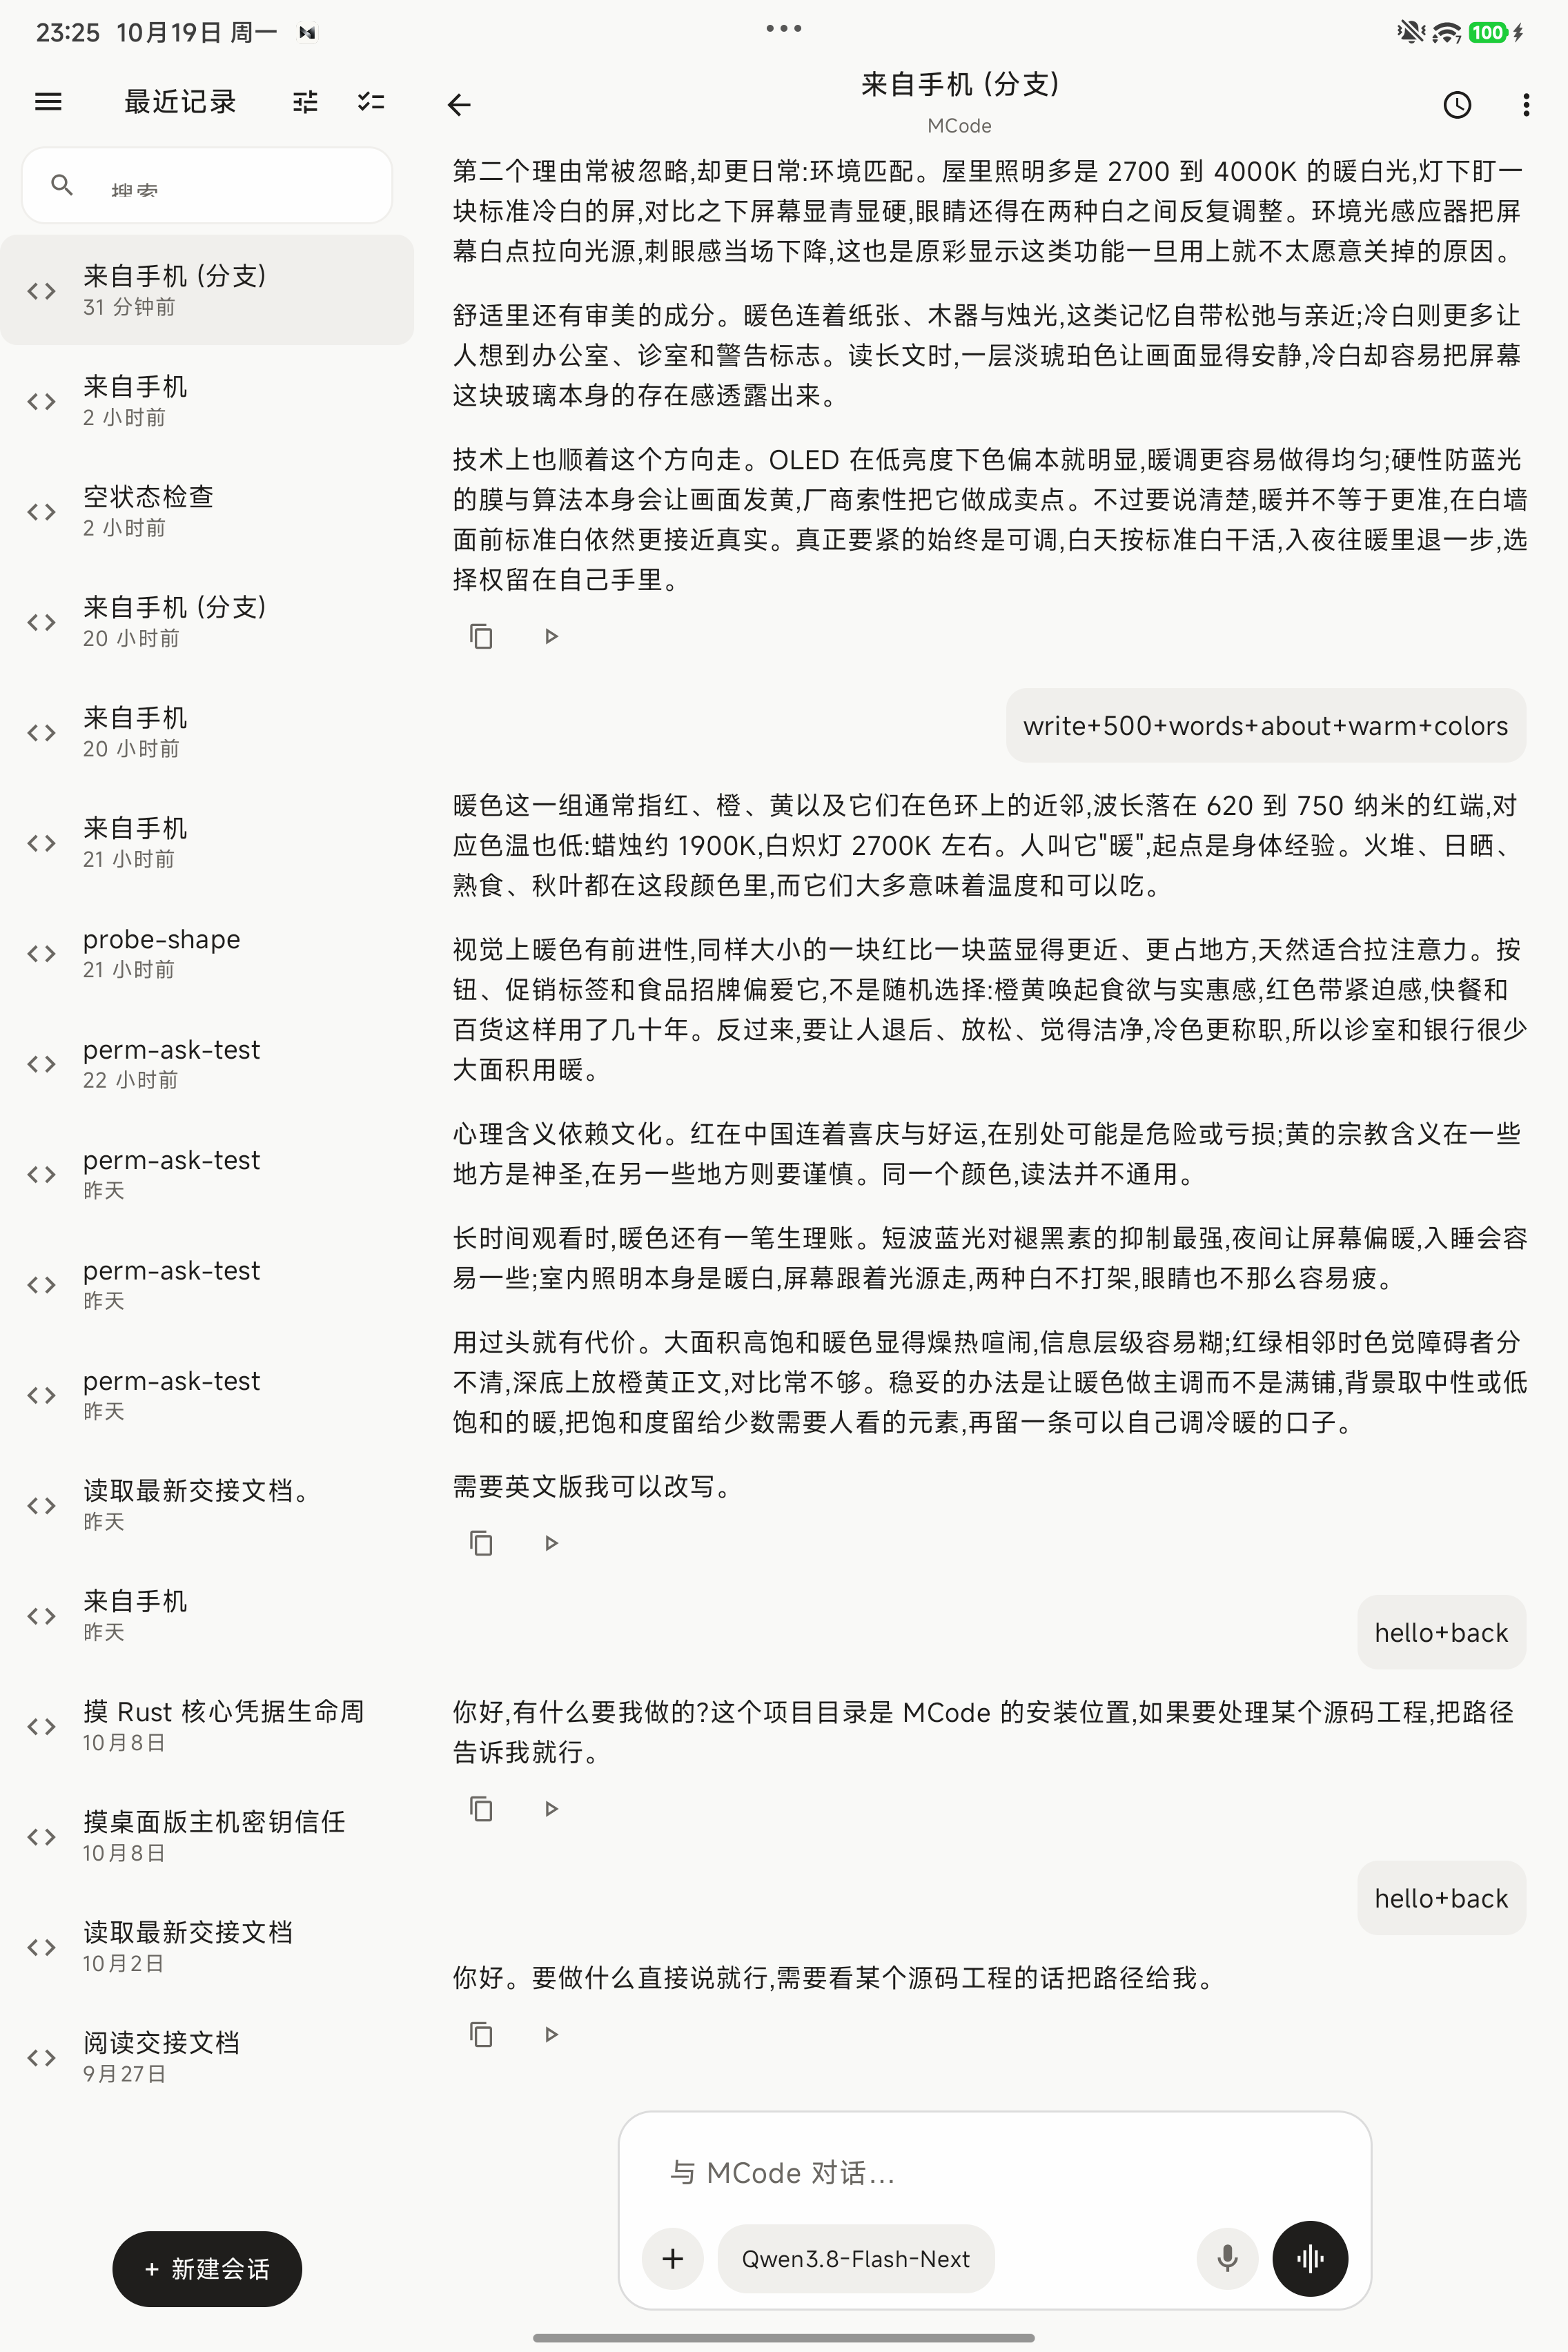 23:25 10月19日 周一
100
最近记录
搜索
来自手机 (分支)
31 分钟前
来自手机
2 小时前
空状态检查
2 小时前
来自手机 (分支)
20 小时前
来自手机
20 小时前
来自手机
21 小时前
probe-shape
21 小时前
perm-ask-test
22 小时前
perm-ask-test
昨天
perm-ask-test
昨天
perm-ask-test
昨天
读取最新交接文档。
昨天
来自手机
昨天
摸 Rust 核心凭据生命周
10月8日
摸桌面版主机密钥信任
10月8日
读取最新交接文档
10月2日
阅读交接文档
9月27日
+ 新建会话
来自手机 (分支)
MCode
第二个理由常被忽略,却更日常:环境匹配。屋里照明多是 2700 到 4000K 的暖白光,灯下盯一
块标准冷白的屏,对比之下屏幕显青显硬,眼睛还得在两种白之间反复调整。环境光感应器把屏
幕白点拉向光源,刺眼感当场下降,这也是原彩显示这类功能一旦用上就不太愿意关掉的原因。
舒适里还有审美的成分。暖色连着纸张、木器与烛光,这类记忆自带松弛与亲近;冷白则更多让
人想到办公室、诊室和警告标志。读长文时,一层淡琥珀色让画面显得安静,冷白却容易把屏幕
这块玻璃本身的存在感透露出来。
技术上也顺着这个方向走。OLED 在低亮度下色偏本就明显,暖调更容易做得均匀;硬性防蓝光
的膜与算法本身会让画面发黄,厂商索性把它做成卖点。不过要说清楚,暖并不等于更准,在白墙
面前标准白依然更接近真实。真正要紧的始终是可调,白天按标准白干活,入夜往暖里退一步,选
择权留在自己手里。
write+500+words+about+warm+colors
暖色这一组通常指红、橙、黄以及它们在色环上的近邻,波长落在 620 到 750 纳米的红端,对
应色温也低:蜡烛约 1900K,白炽灯 2700K 左右。人叫它"暖",起点是身体经验。火堆、日晒、
熟食、秋叶都在这段颜色里,而它们大多意味着温度和可以吃。
视觉上暖色有前进性,同样大小的一块红比一块蓝显得更近、更占地方,天然适合拉注意力。按
钮、促销标签和食品招牌偏爱它,不是随机选择:橙黄唤起食欲与实惠感,红色带紧迫感,快餐和
百货这样用了几十年。反过来,要让人退后、放松、觉得洁净,冷色更称职,所以诊室和银行很少
大面积用暖。
心理含义依赖文化。红在中国连着喜庆与好运,在别处可能是危险或亏损;黄的宗教含义在一些
地方是神圣,在另一些地方则要谨慎。同一个颜色,读法并不通用。
长时间观看时,暖色还有一笔生理账。短波蓝光对褪黑素的抑制最强,夜间让屏幕偏暖,入睡会容
易一些;室内照明本身是暖白,屏幕跟着光源走,两种白不打架,眼睛也不那么容易疲。
用过头就有代价。大面积高饱和暖色显得燥热喧闹,信息层级容易糊;红绿相邻时色觉障碍者分
不清,深底上放橙黄正文,对比常不够。稳妥的办法是让暖色做主调而不是满铺,背景取中性或低
饱和的暖,把饱和度留给少数需要人看的元素,再留一条可以自己调冷暖的口子。
需要英文版我可以改写。
hello+back
你好,有什么要我做的?这个项目目录是 MCode 的安装位置,如果要处理某个源码工程,把路径
告诉我就行。
hello+back
你好。要做什么直接说就行,需要看某个源码工程的话把路径给我。
与 MCode 对话...
Qwen3.8-Flash-Next